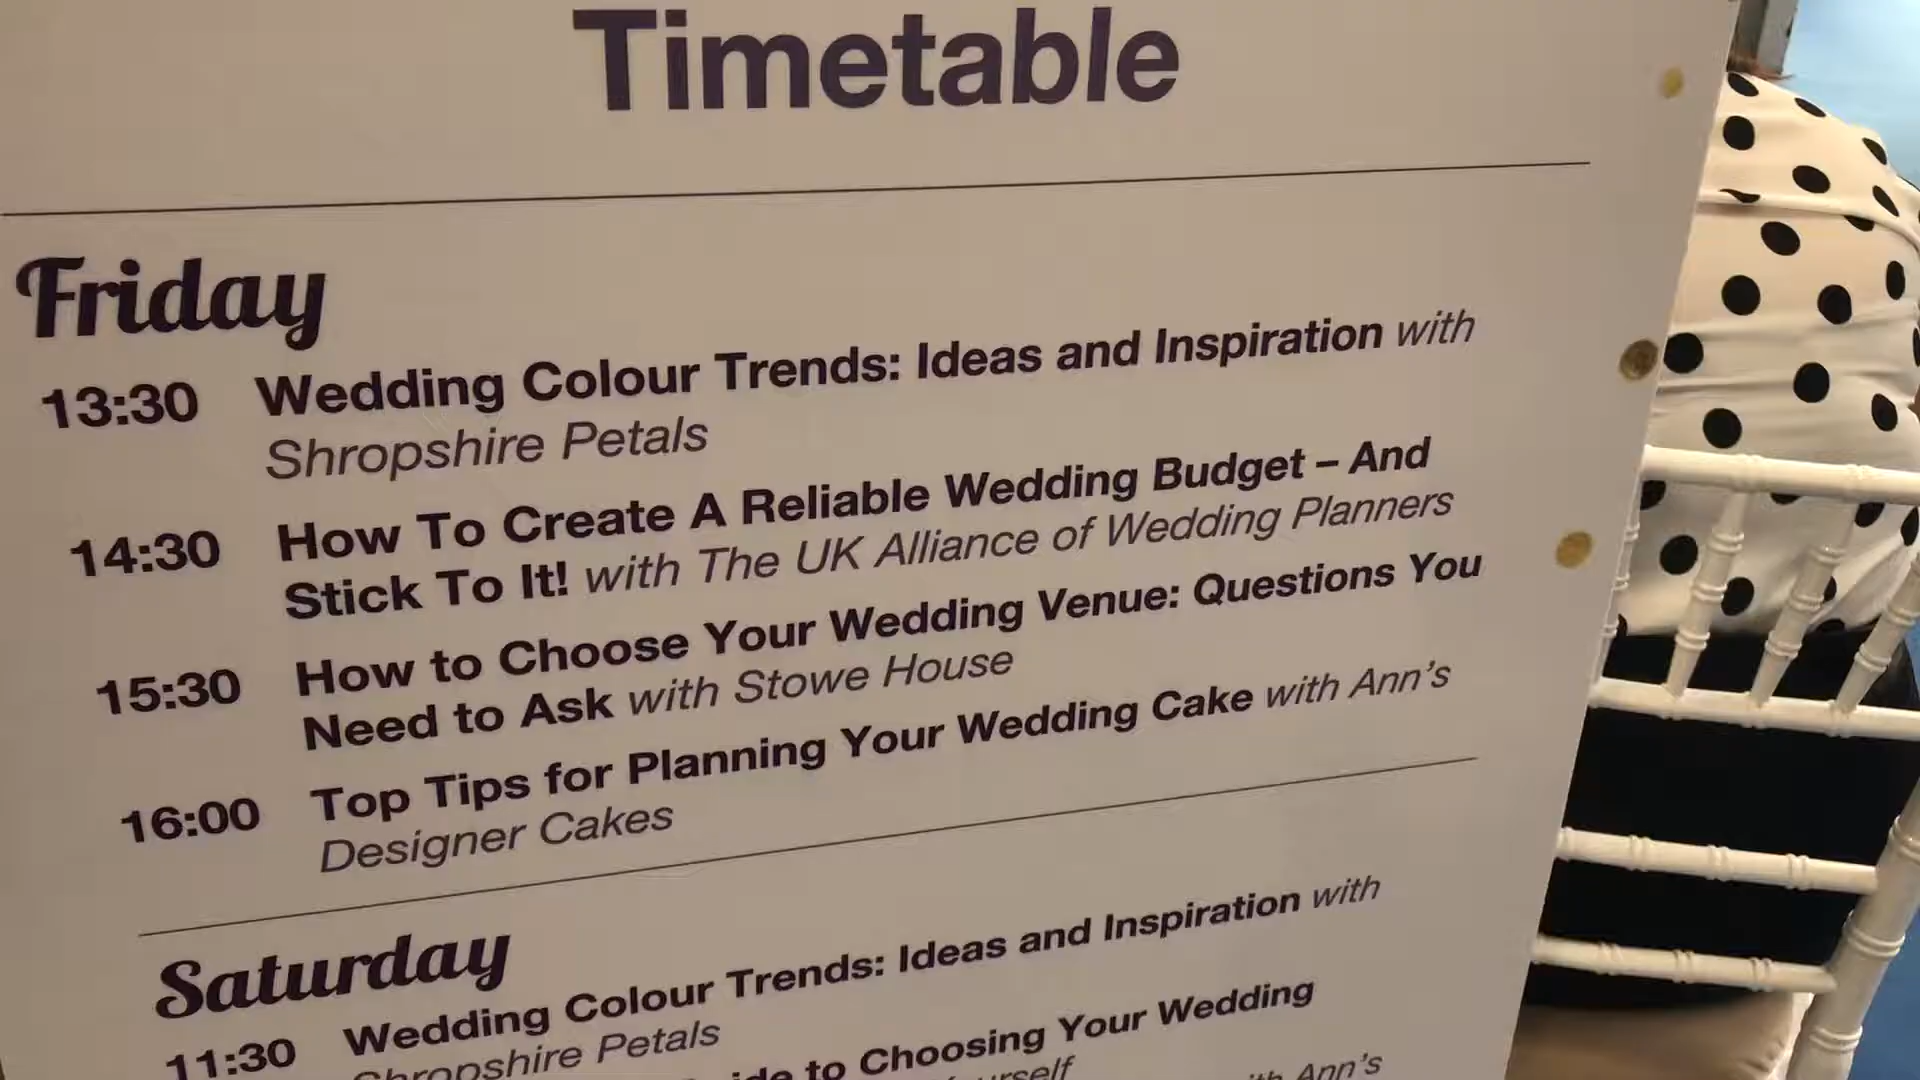 Timetable
Friday
13:30 Wedding Colour Trends: Ideas and Inspiration with
Shropshire Petals
14:30 How To Create A Reliable Wedding Budget – And
Stick To It! with The UK Alliance of Wedding Planners
15:30 How to Choose Your Wedding Venue: Questions You
Need to Ask with Stowe House
16:00 Top Tips for Planning Your Wedding Cake with Ann's
Designer Cakes
Saturday
11:30 Wedding Colour Trends: Ideas and Inspiration with
Shropshire Petals
to Choosing Your Wedding
Ann's